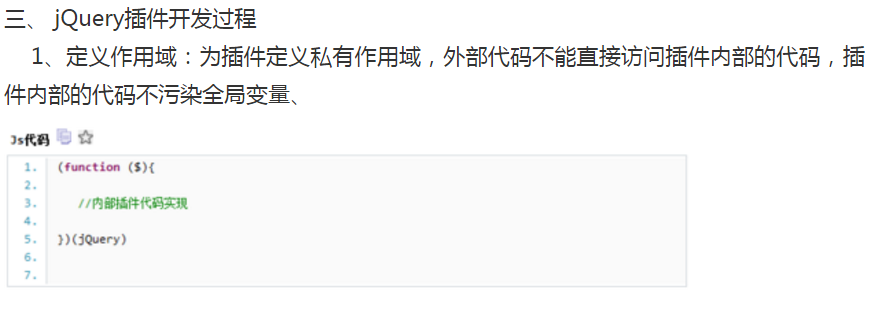 三、 jQuery插件开发过程
1、定义作用域：为插件定义私有作用域，外部代码不能直接访问插件内部的代码，插
件内部的代码不污染全局变量、
Js代码
1. (function ($){
2.
3. //内部插件代码实现
4.
5. })(jQuery)
6.
7.